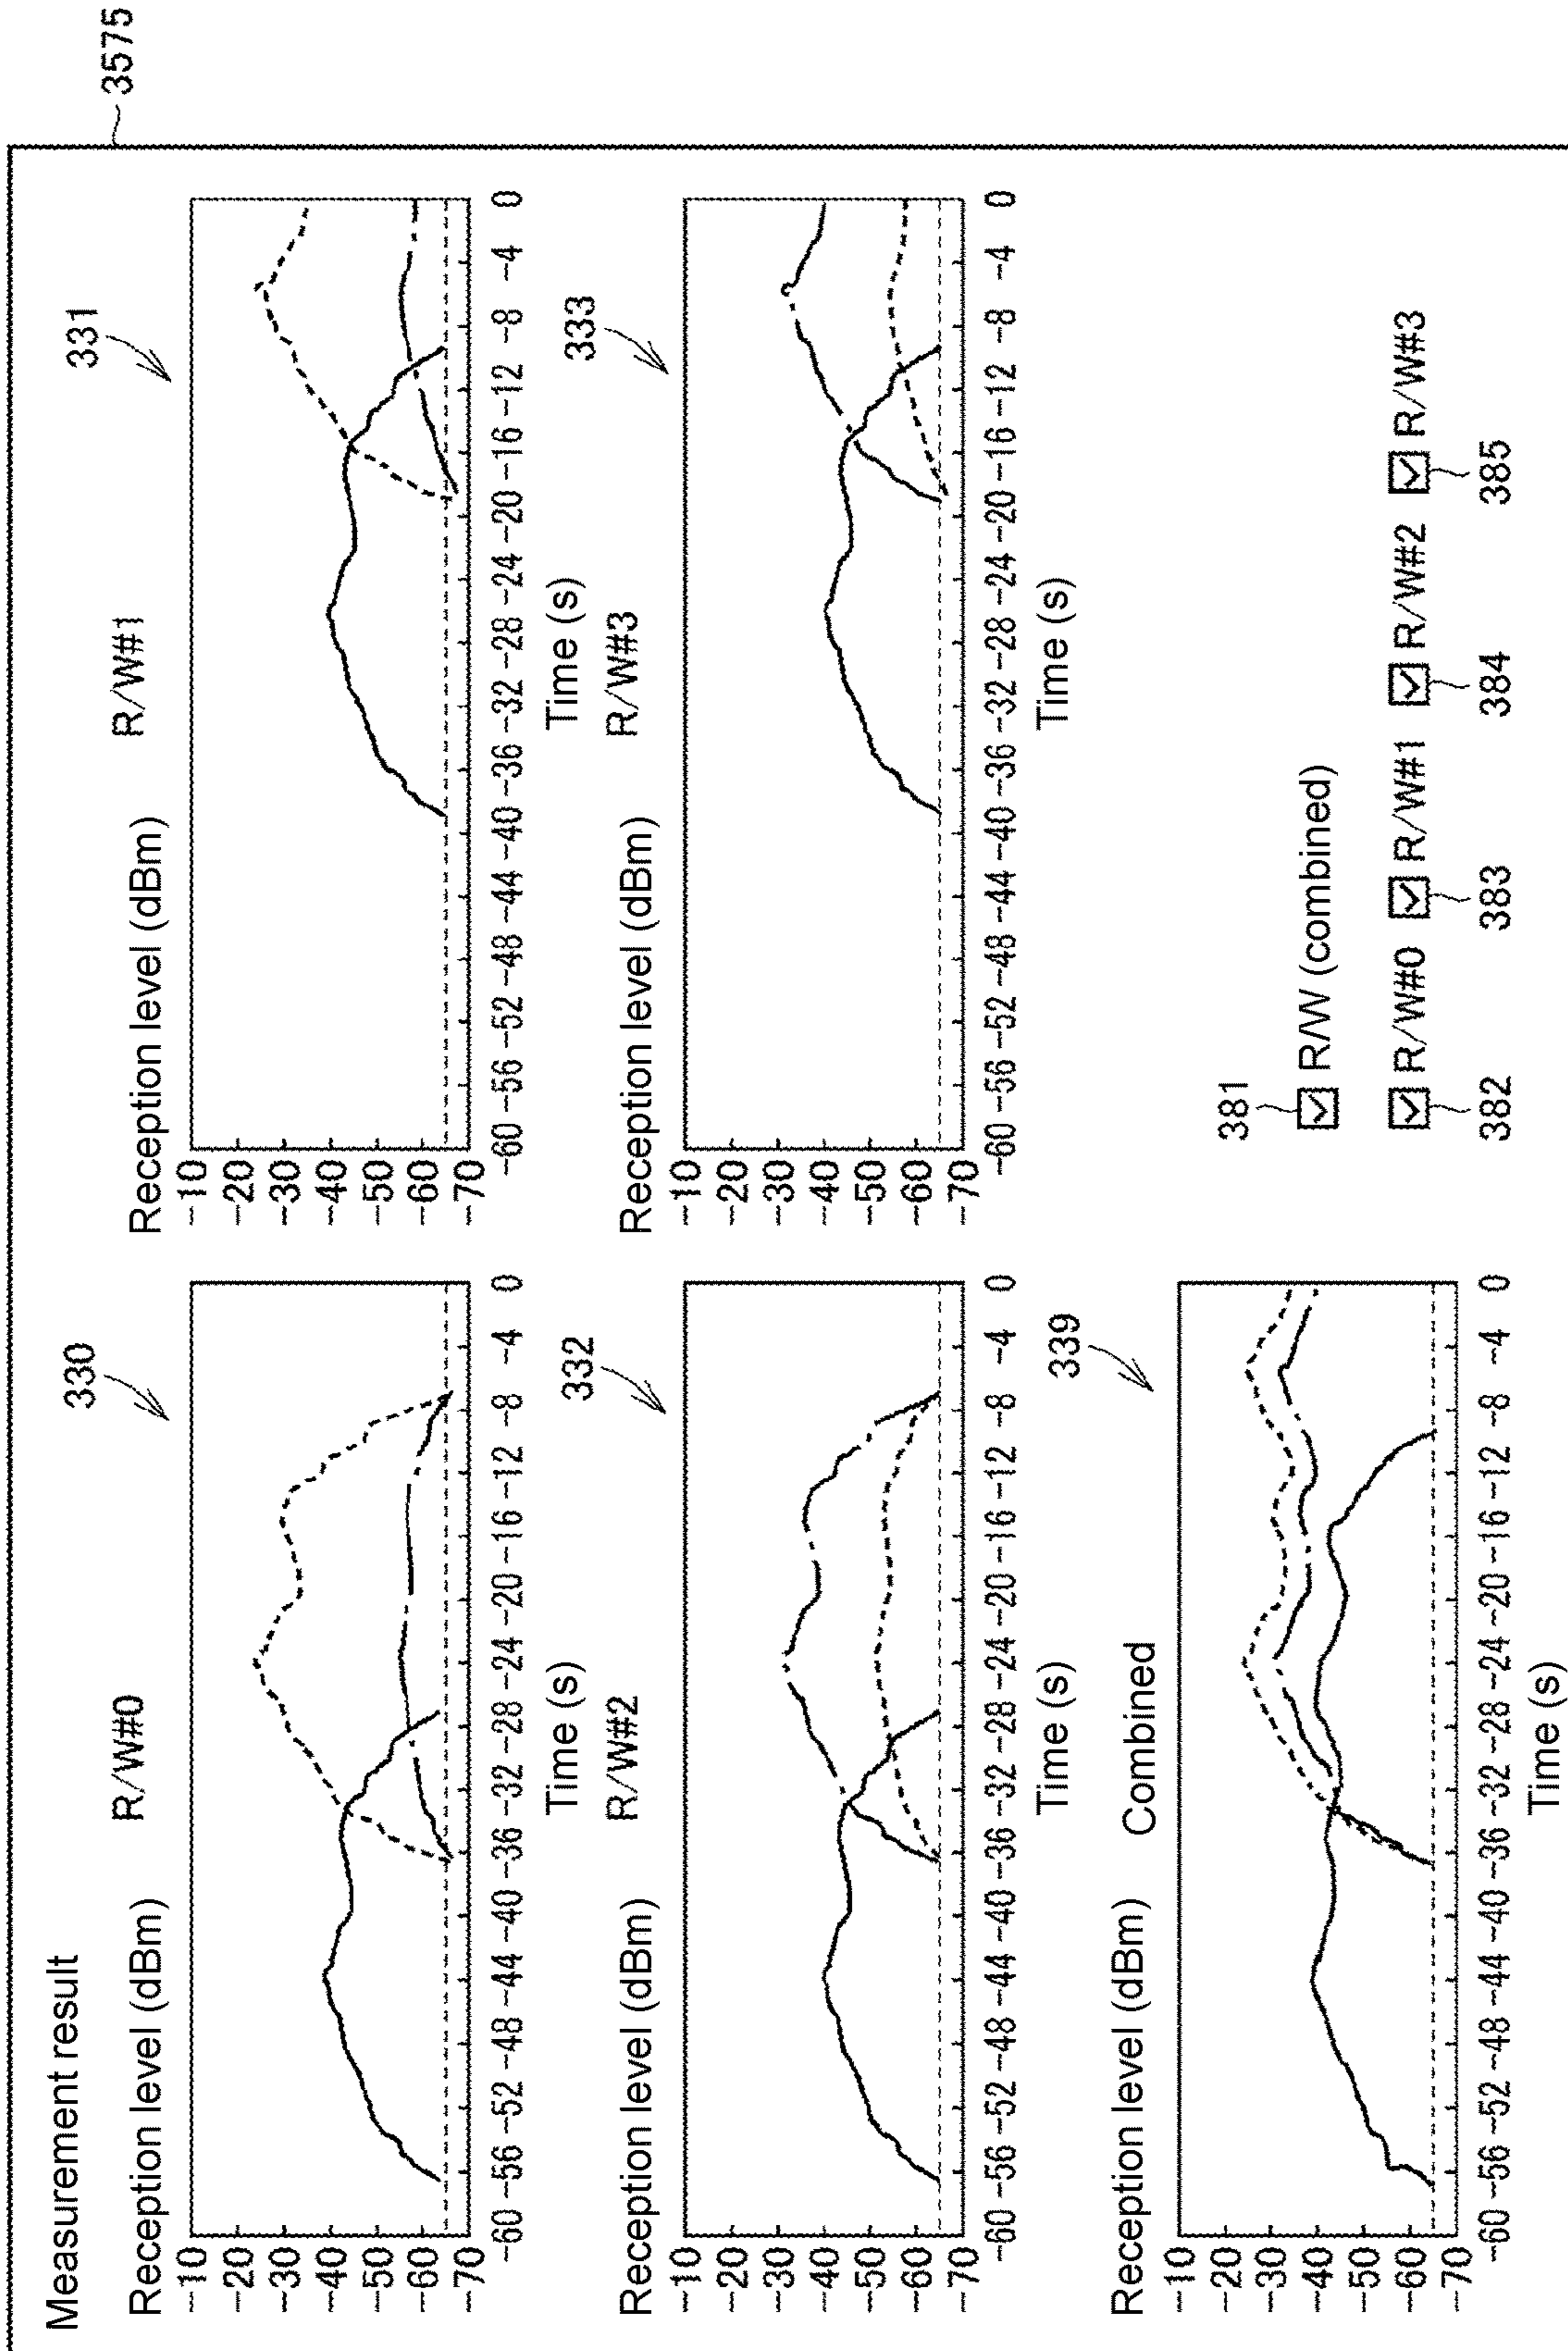 3575
Measurement result
330
331
R/W#0
R/W#1
Reception level (dBm)
Reception level (dBm)
-10
-20
-30
-40
-50
-60
-70
-60 -56 -52 -48 -44 -40 -36 -32 -28 -24 -20 -16 -12 -8 -4 0
Time (s)
-10
-20
-30
-40
-50
-60
-70
-60 -56 -52 -48 -44 -40 -36 -32 -28 -24 -20 -16 -12 -8 -4 0
Time (s)
332
333
R/W#2
R/W#3
Reception level (dBm)
Reception level (dBm)
-10
-20
-30
-40
-50
-60
-70
-60 -56 -52 -48 -44 -40 -36 -32 -28 -24 -20 -16 -12 -8 -4 0
Time (s)
-10
-20
-30
-40
-50
-60
-70
-60 -56 -52 -48 -44 -40 -36 -32 -28 -24 -20 -16 -12 -8 -4 0
Time (s)
339
Combined
Reception level (dBm)
-10
-20
-30
-40
-50
-60
-70
-60 -56 -52 -48 -44 -40 -36 -32 -28 -24 -20 -16 -12 -8 -4 0
Time (s)
381
R/W (combined)
R/W#0 R/W#1 R/W#2 R/W#3
382 383 384 385